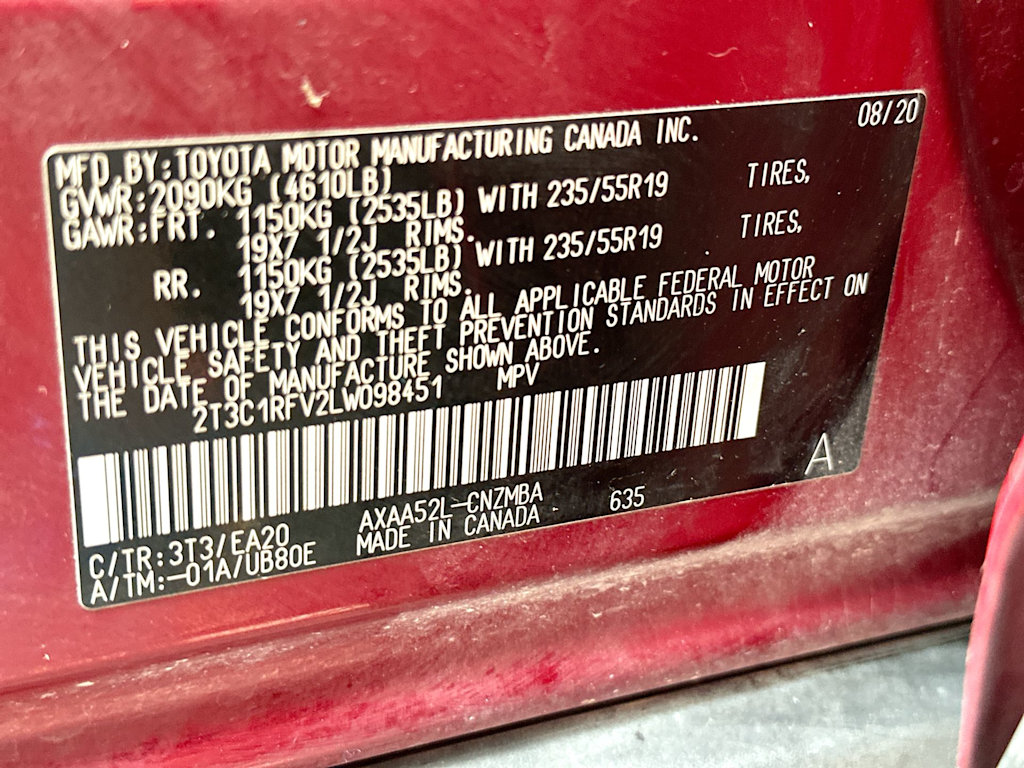 08/20
MFD.BY:TOYOTA MOTOR MANUFACTURING CANADA INC.
GVWR:2090KG (4610LB)
GAWR:FRT. 1150KG (2535LB) WITH 235/55R19 TIRES,
19X7 1/2J RIMS.
RR. 1150KG (2535LB) WITH 235/55R19 TIRES,
19X7 1/2J RIMS.
THIS VEHICLE CONFORMS TO ALL APPLICABLE FEDERAL MOTOR
VEHICLE SAFETY AND THEFT PREVENTION STANDARDS IN EFFECT ON
THE DATE OF MANUFACTURE SHOWN ABOVE.
2T3C1RFV2LW098451 MPV
A
C/TR:3T3/EA20 AXAA52L-CNZMBA 635
A/TM:-01A/UB80E MADE IN CANADA